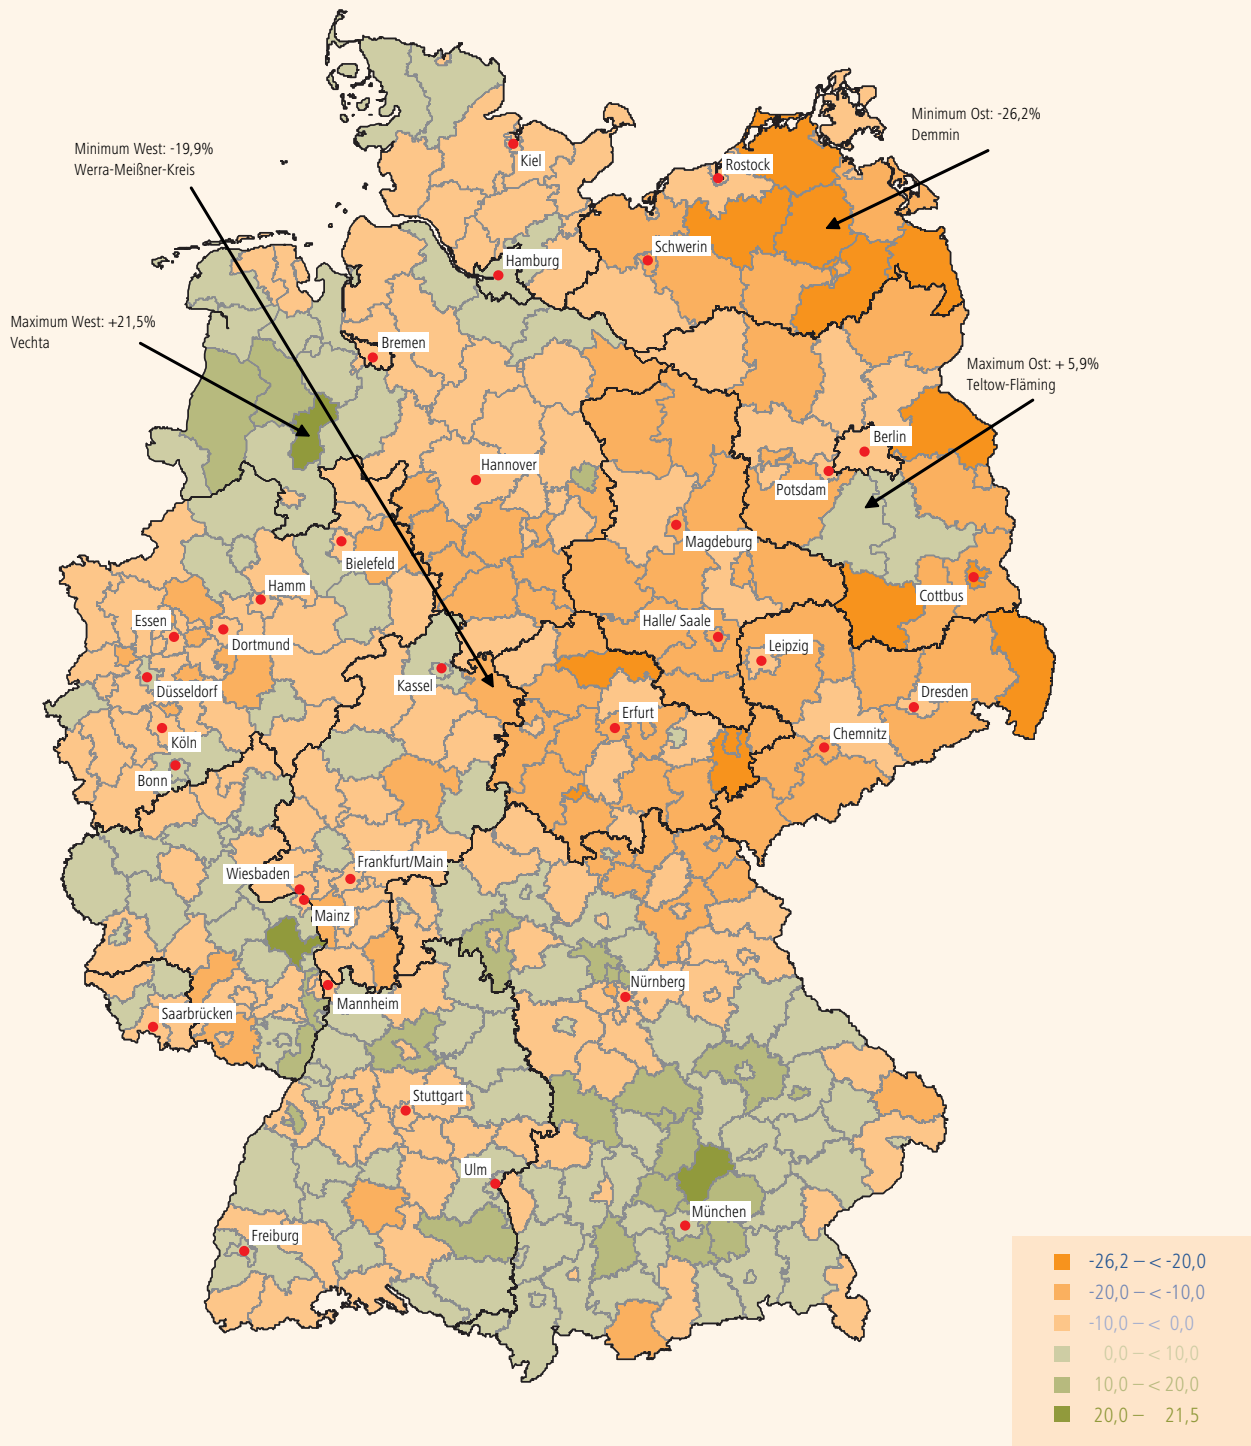 Minimum Ost: -26,2%
Demmin
Minimum West: -19,9%
Werra-Meißner-Kreis
Kiel
Rostock
Schwerin
Hamburg
Maximum West: +21,5%
Vechta
Bremen
Maximum Ost: + 5,9%
Teltow-Fläming
Berlin
Hannover
Potsdam
Magdeburg
Bielefeld
Hamm
Cottbus
Essen
Halle/ Saale
Dortmund
Leipzig
Kassel
Düsseldorf
Dresden
Erfurt
Köln
Chemnitz
Bonn
Frankfurt/Main
Wiesbaden
Mainz
Nürnberg
Mannheim
Saarbrücken
Stuttgart
Ulm
München
Freiburg
-26,2 – < -20,0
-20,0 – < -10,0
-10,0 – < 0,0
0,0 – < 10,0
10,0 – < 20,0
20,0 – 21,5